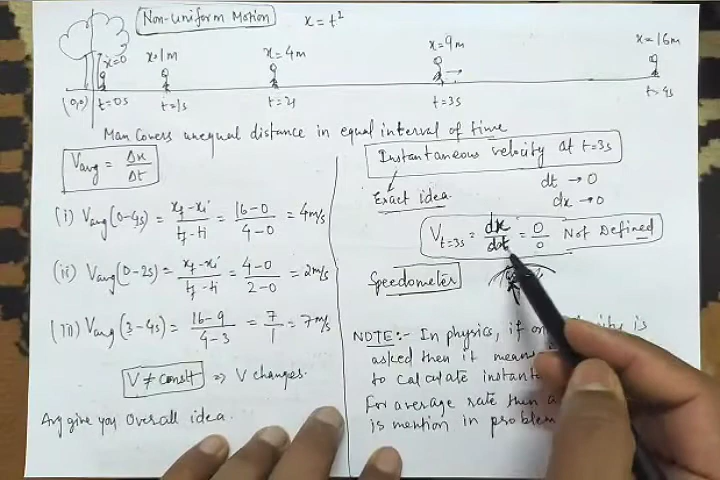 Non-Uniform Motion x = t²
x=0 x=1m x=4m x=9m x=16m
(0,0) t=0s t=1s t=2s t=3s t=4s
Man Covers unequal distance in equal interval of time
Vavg = Δx/Δt
(i) Vavg(0-4s) = xf-xi/tf-ti = 16-0/4-0 = 4m/s
(ii) Vavg(0-2s) = xf-xi/tf-ti = 4-0/2-0 = 2m/s
(iii) Vavg(3-4s) = 16-9/4-3 = 7/1 = 7m/s
V ≠ constt ⇒ V changes.
Avg give you Overall idea.
Instantaneous velocity at t=3s
Exact idea. dt → 0
dx → 0
Vt=3s = dx/dt = 0/0 Not Defined
Speedometer
NOTE:- In physics, if on is
asked then it means
to calculate
For average rate then
is mention in problem